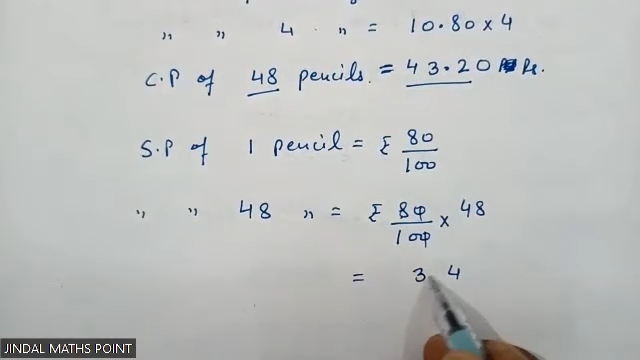 " " 4 " = 10.80 x 4
C.P of 48 pencils = 43.20 Rs.
S.P of 1 pencil = ₹ 80/100
" " 48 " = ₹ 80/100 x 48
= 3 4
JINDAL MATHS POINT